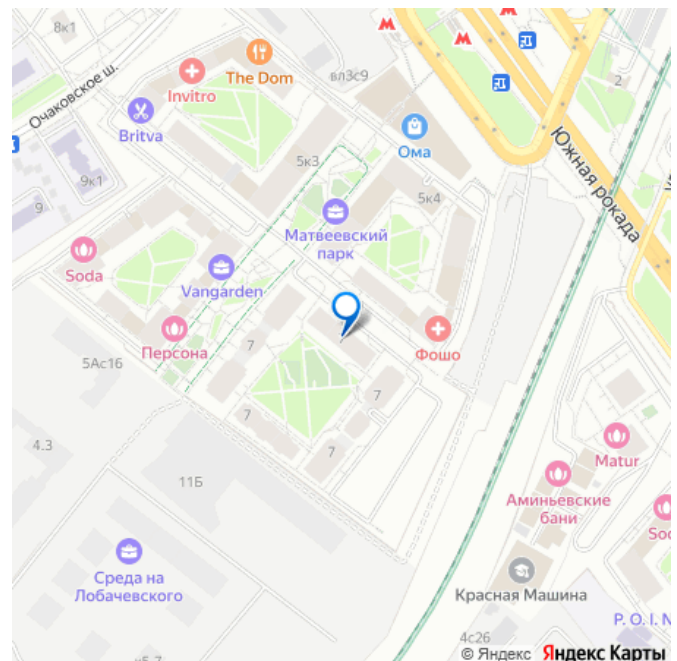 8к1
The Dom
Очаковское ш.
Invitro
вл3с9
2
Britva
Ома
Южная рокада
5к3
9к1
5к4
9
Матвеевский
парк
Soda
Vangarden
Персона
7
Фошо
5Ас16
7
7
7
4.3
11Б
Matur
Аминьевские
бани
Среда на
Лобачевского
Красная Машина
P. O. I. N
4с26
© Яндекс Яндекс Карты